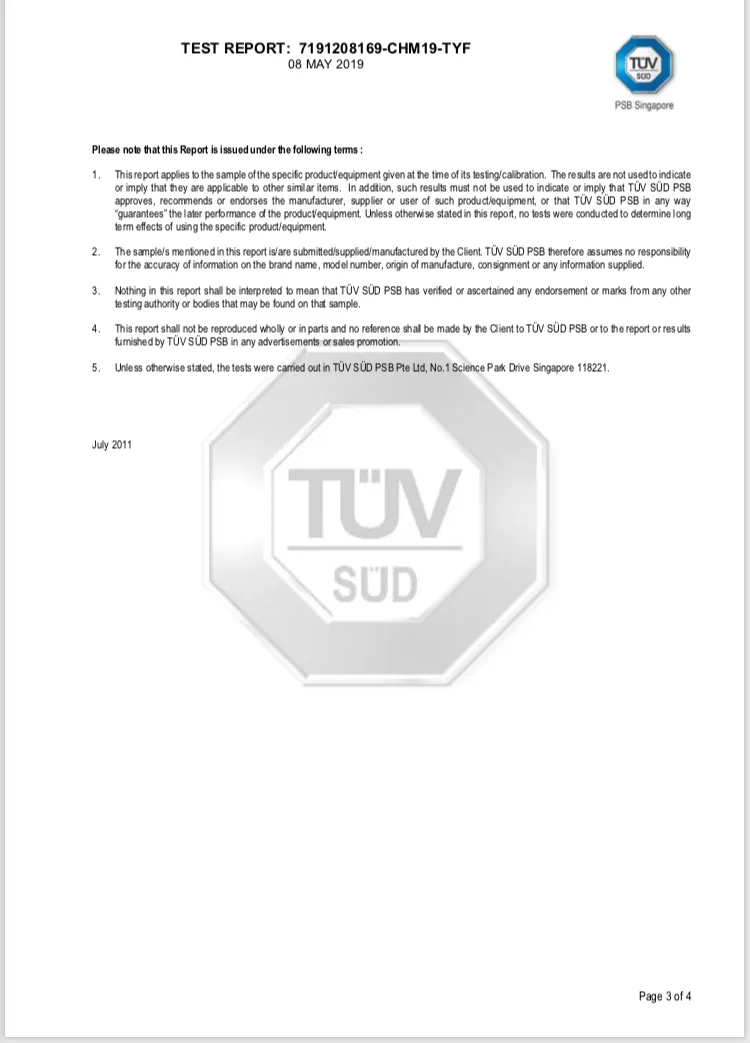 TEST REPORT: 7191208169-CHM19-TYF
08 MAY 2019
TÜV
SÜD
PSB Singapore
Please note that this Report is issued under the following terms :
1. This report applies to the sample of the specific product/equipment given at the time of its testing/calibration. The results are not used to indicate
or imply that they are applicable to other similar items. In addition, such results must not be used to indicate or imply that TÜV SÜD PSB
approves, recommends or endorses the manufacturer, supplier or user of such product/equipment, or that TÜV SÜD PSB in any way
"guarantees" the later performance of the product/equipment. Unless otherwise stated in this report, no tests were conducted to determine long
term effects of using the specific product/equipment.
2. The sample/s mentioned in this report is/are submitted/supplied/manufactured by the Client. TÜV SÜD PSB therefore assumes no responsibility
for the accuracy of information on the brand name, model number, origin of manufacture, consignment or any information supplied.
3. Nothing in this report shall be interpreted to mean that TÜV SÜD PSB has verified or ascertained any endorsement or marks from any other
testing authority or bodies that may be found on that sample.
4. This report shall not be reproduced wholly or in parts and no reference shall be made by the Client to TÜV SÜD PSB or to the report or results
furnished by TÜV SÜD PSB in any advertisements or sales promotion.
5. Unless otherwise stated, the tests were carried out in TÜV SÜD PSB Pte Ltd, No.1 Science Park Drive Singapore 118221.
July 2011
TÜV
SÜD
Page 3 of 4